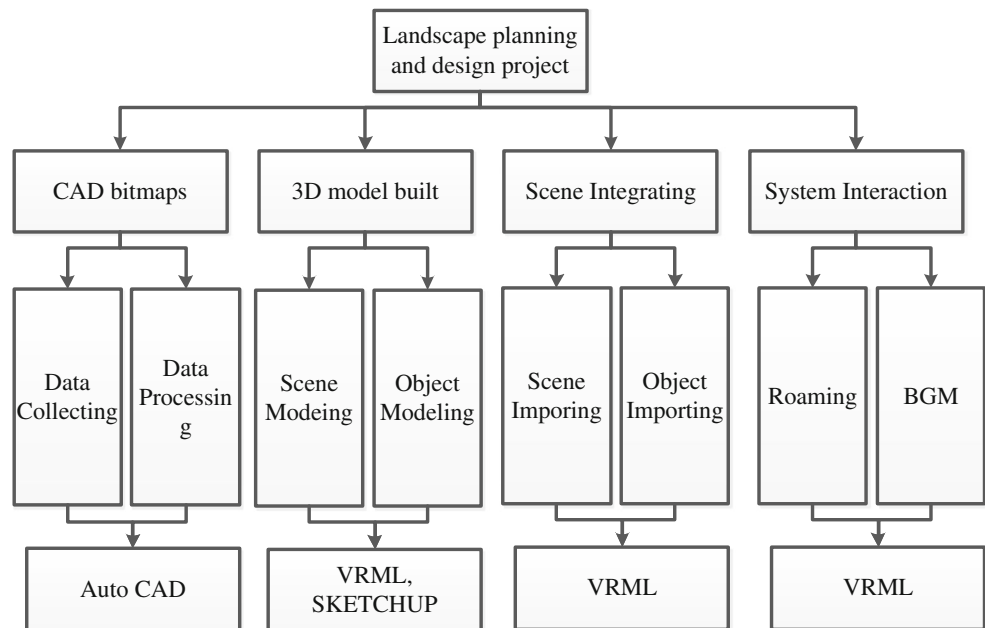 Landscape planning
and design project
CAD bitmaps
3D model built
Scene Integrating
System Interaction
Data
Collecting
Data
Processin
g
Scene
Modeing
Object
Modeling
Scene
Imporing
Object
Importing
Roaming
BGM
Auto CAD
VRML,
SKETCHUP
VRML
VRML